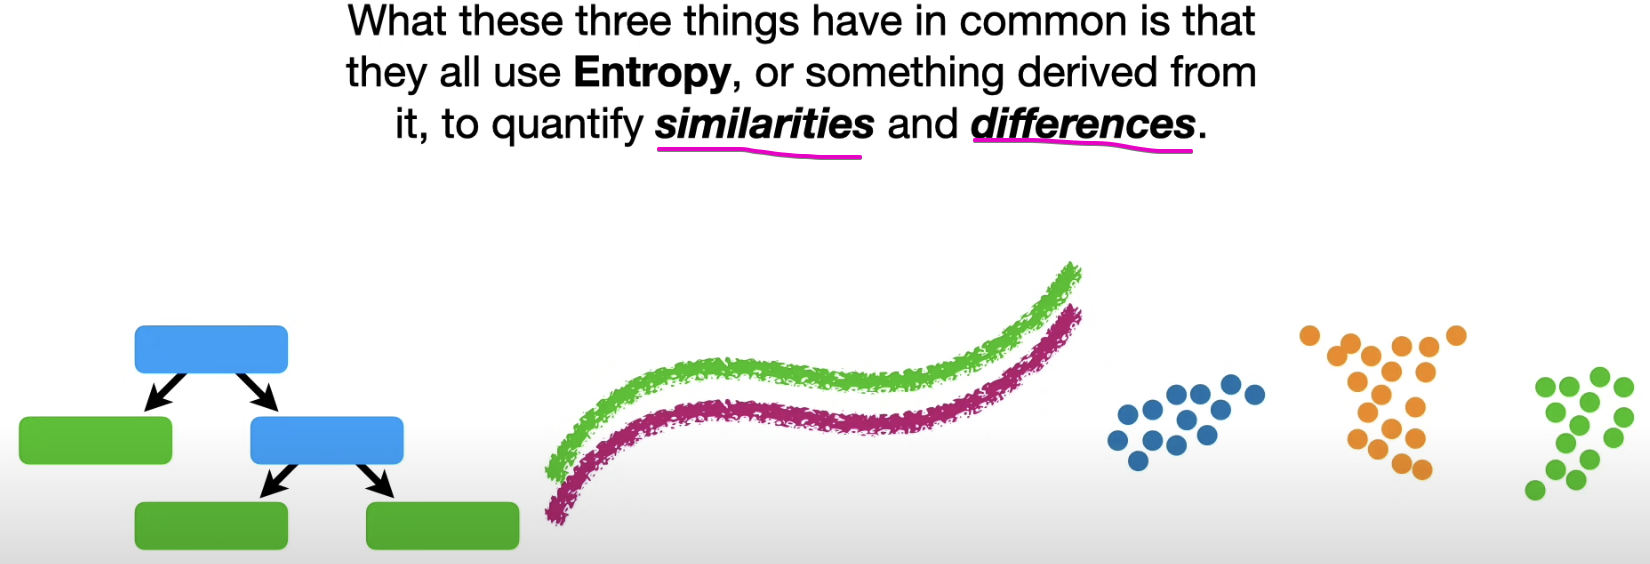 What these three things have in common is that
they all use Entropy, or something derived from
it, to quantify similarities and differences.